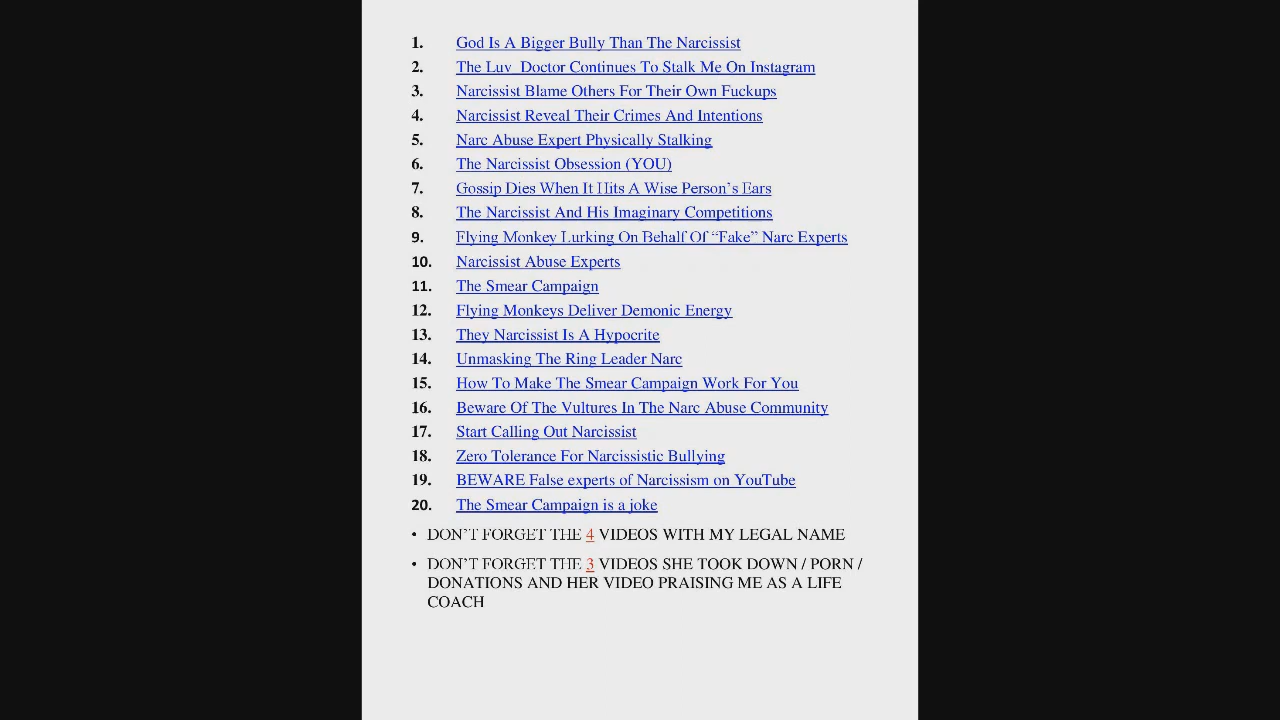 1. God Is A Bigger Bully Than The Narcissist
2. The Luv_Doctor Continues To Stalk Me On Instagram
3. Narcissist Blame Others For Their Own Fuckups
4. Narcissist Reveal Their Crimes And Intentions
5. Narc Abuse Expert Physically Stalking
6. The Narcissist Obsession (YOU)
7. Gossip Dies When It Hits A Wise Person’s Ears
8. The Narcissist And His Imaginary Competitions
9. Flying Monkey Lurking On Behalf Of “Fake” Narc Experts
10. Narcissist Abuse Experts
11. The Smear Campaign
12. Flying Monkeys Deliver Demonic Energy
13. They Narcissist Is A Hypocrite
14. Unmasking The Ring Leader Narc
15. How To Make The Smear Campaign Work For You
16. Beware Of The Vultures In The Narc Abuse Community
17. Start Calling Out Narcissist
18. Zero Tolerance For Narcissistic Bullying
19. BEWARE False experts of Narcissism on YouTube
20. The Smear Campaign is a joke
• DON’T FORGET THE 4 VIDEOS WITH MY LEGAL NAME
• DON’T FORGET THE 3 VIDEOS SHE TOOK DOWN / PORN /
DONATIONS AND HER VIDEO PRAISING ME AS A LIFE
COACH